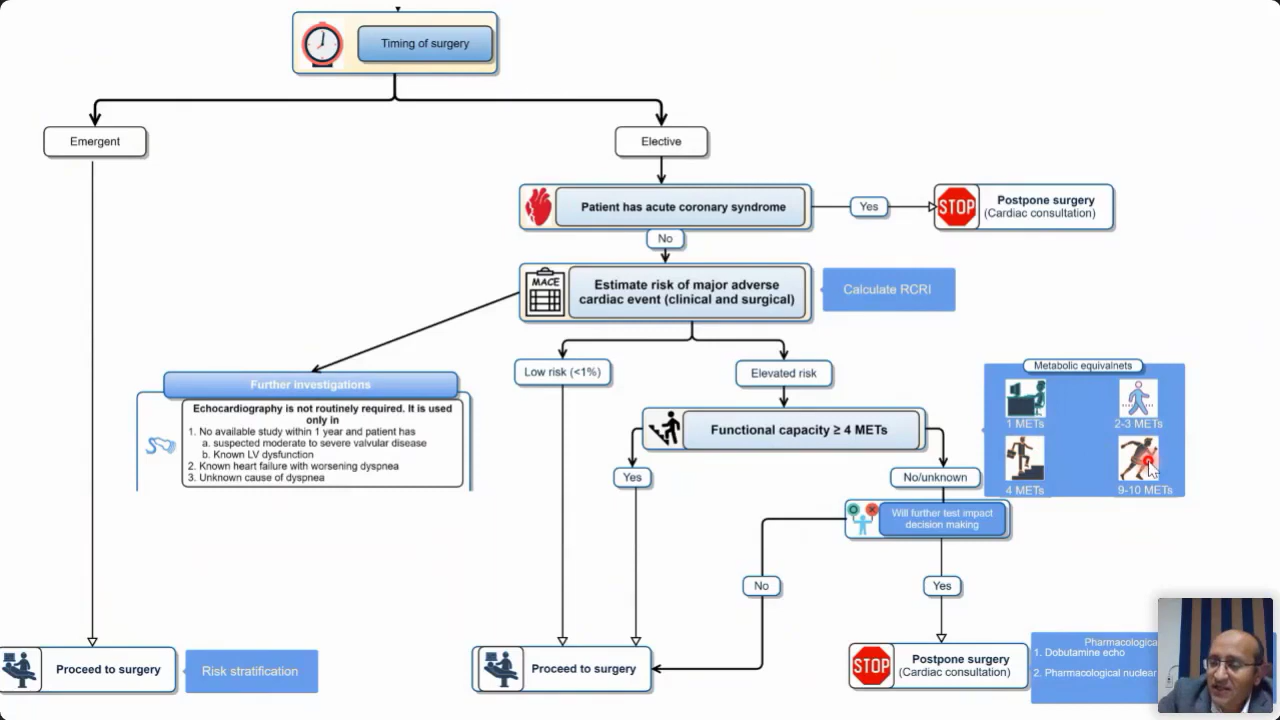 Timing of surgery
Emergent
Elective
Patient has acute coronary syndrome
Yes
STOP
Postpone surgery
(Cardiac consultation)
No
MACE
Estimate risk of major adverse
cardiac event (clinical and surgical)
Calculate RCRI
Further investigations
Echocardiography is not routinely required. It is used
only in
1. No available study within 1 year and patient has
a. suspected moderate to severe valvular disease
b. Known LV dysfunction
2. Known heart failure with worsening dyspnea
3. Unknown cause of dyspnea
Low risk (<1%)
Elevated risk
Metabolic equivalnets
1 METs
2-3 METs
4 METs
9-10 METs
Functional capacity ≥ 4 METs
Yes
No/unknown
Will further test impact
decision making
No
Yes
Proceed to surgery
Risk stratification
Proceed to surgery
STOP
Postpone surgery
(Cardiac consultation)
Pharmacologica
1. Dobutamine echo
2. Pharmacological nuclear